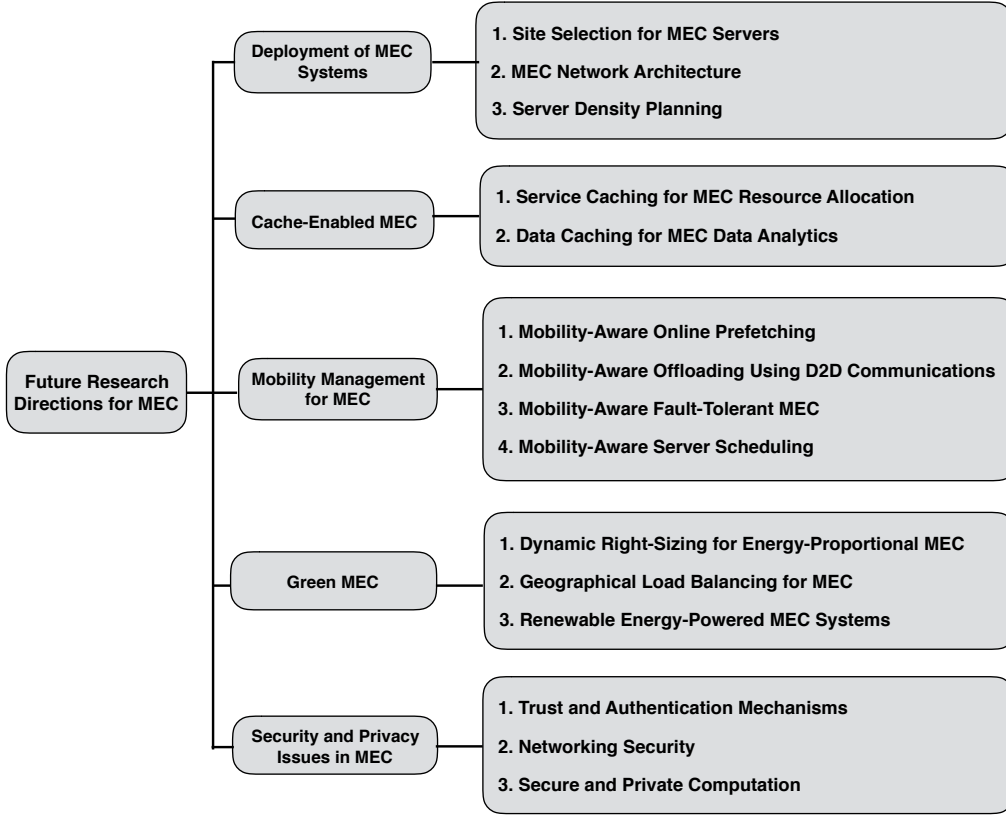 Future Research
Directions for MEC
Deployment of MEC
Systems
1. Site Selection for MEC Servers
2. MEC Network Architecture
3. Server Density Planning
Cache-Enabled MEC
1. Service Caching for MEC Resource Allocation
2. Data Caching for MEC Data Analytics
Mobility Management
for MEC
1. Mobility-Aware Online Prefetching
2. Mobility-Aware Offloading Using D2D Communications
3. Mobility-Aware Fault-Tolerant MEC
4. Mobility-Aware Server Scheduling
Green MEC
1. Dynamic Right-Sizing for Energy-Proportional MEC
2. Geographical Load Balancing for MEC
3. Renewable Energy-Powered MEC Systems
Security and Privacy
Issues in MEC
1. Trust and Authentication Mechanisms
2. Networking Security
3. Secure and Private Computation